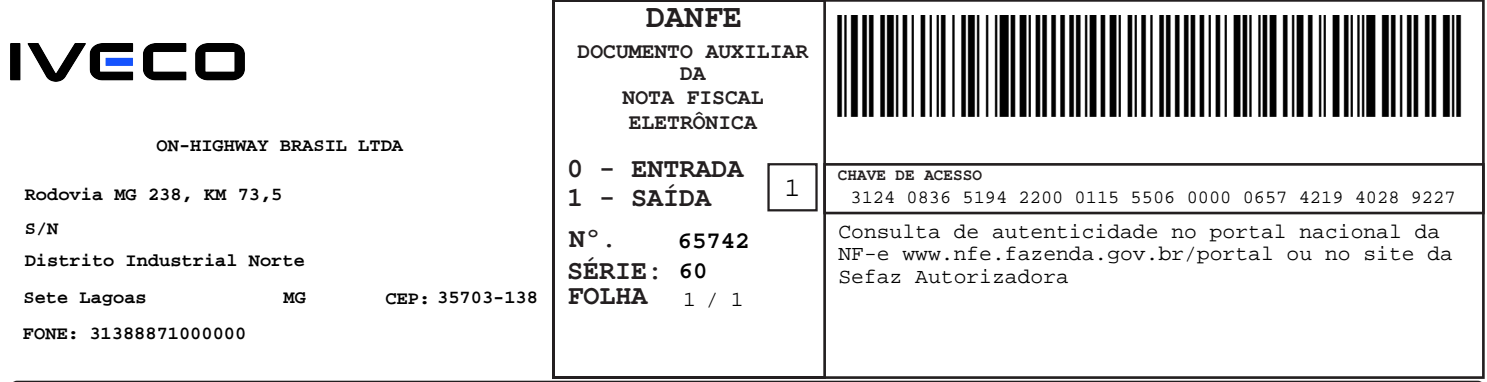 IVECO
ON-HIGHWAY BRASIL LTDA
Rodovia MG 238, KM 73,5
S/N
Distrito Industrial Norte
Sete Lagoas MG CEP: 35703-138
FONE: 31388871000000
DANFE
DOCUMENTO AUXILIAR
DA
NOTA FISCAL
ELETRÔNICA
0 - ENTRADA
1 - SAÍDA
1
Nº. 65742
SÉRIE: 60
FOLHA 1 / 1
CHAVE DE ACESSO
3124 0836 5194 2200 0115 5506 0000 0657 4219 4028 9227
Consulta de autenticidade no portal nacional da
NF-e www.nfe.fazenda.gov.br/portal ou no site da
Sefaz Autorizadora